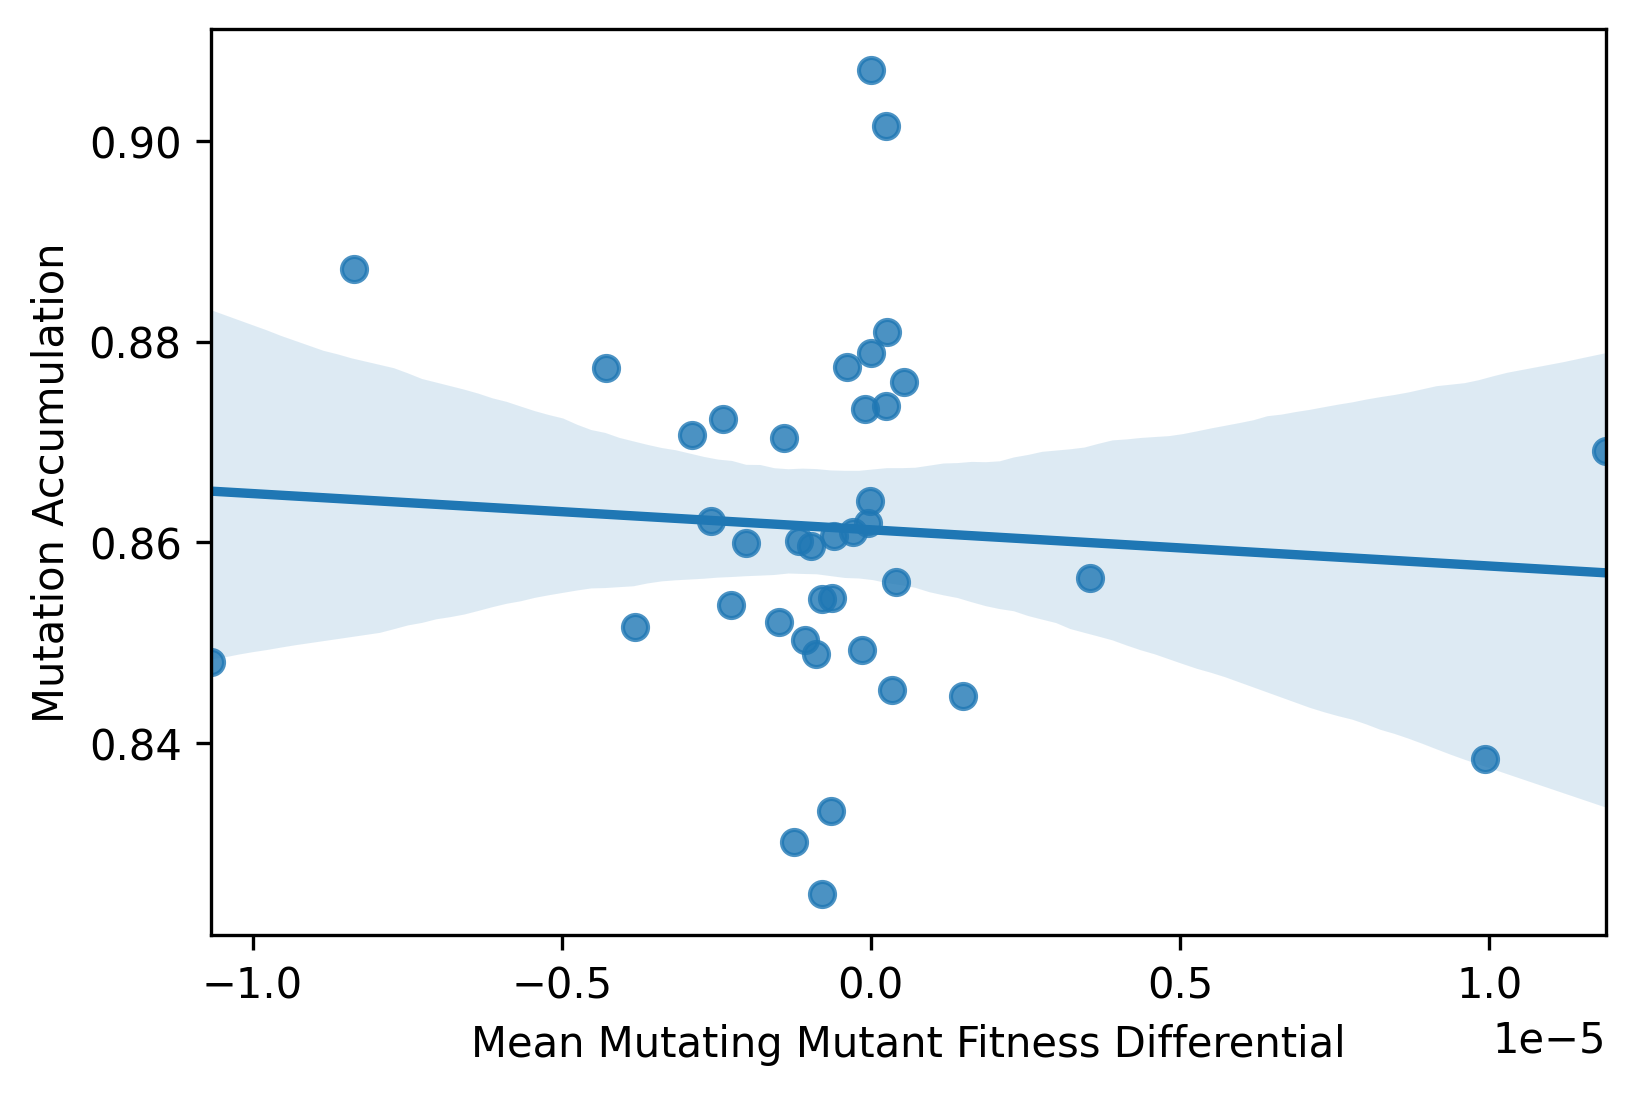 Mutation Accumulation
0.90
0.88
0.86
0.84
−1.0 −0.5 0.0 0.5 1.0
1e−5
Mean Mutating Mutant Fitness Differential